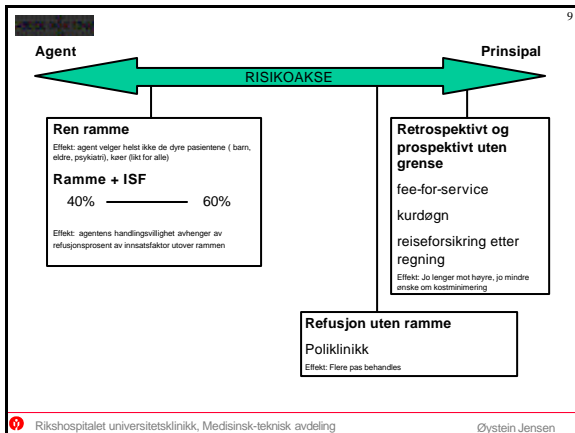 9
Agent
Prinsipal
RISIKOAKSE
Ren ramme
Effekt: agent velger helst ikke de dyre pasientene ( barn,
eldre, psykiatri), køer (likt for alle)
Ramme + ISF
40% 60%
Effekt: agentens handlingsvillighet avhenger av
refusjonsprosent av innsatsfaktor utover rammen
Retrospektivt og
prospektivt uten
grense
fee-for-service
kurdøgn
reiseforsikring etter
regning
Effekt: Jo lenger mot høyre, jo mindre
ønske om kostminimering
Refusjon uten ramme
Poliklinikk
Effekt: Flere pas behandles
Rikshospitalet universitetsklinikk, Medisinsk-teknisk avdeling
Øystein Jensen